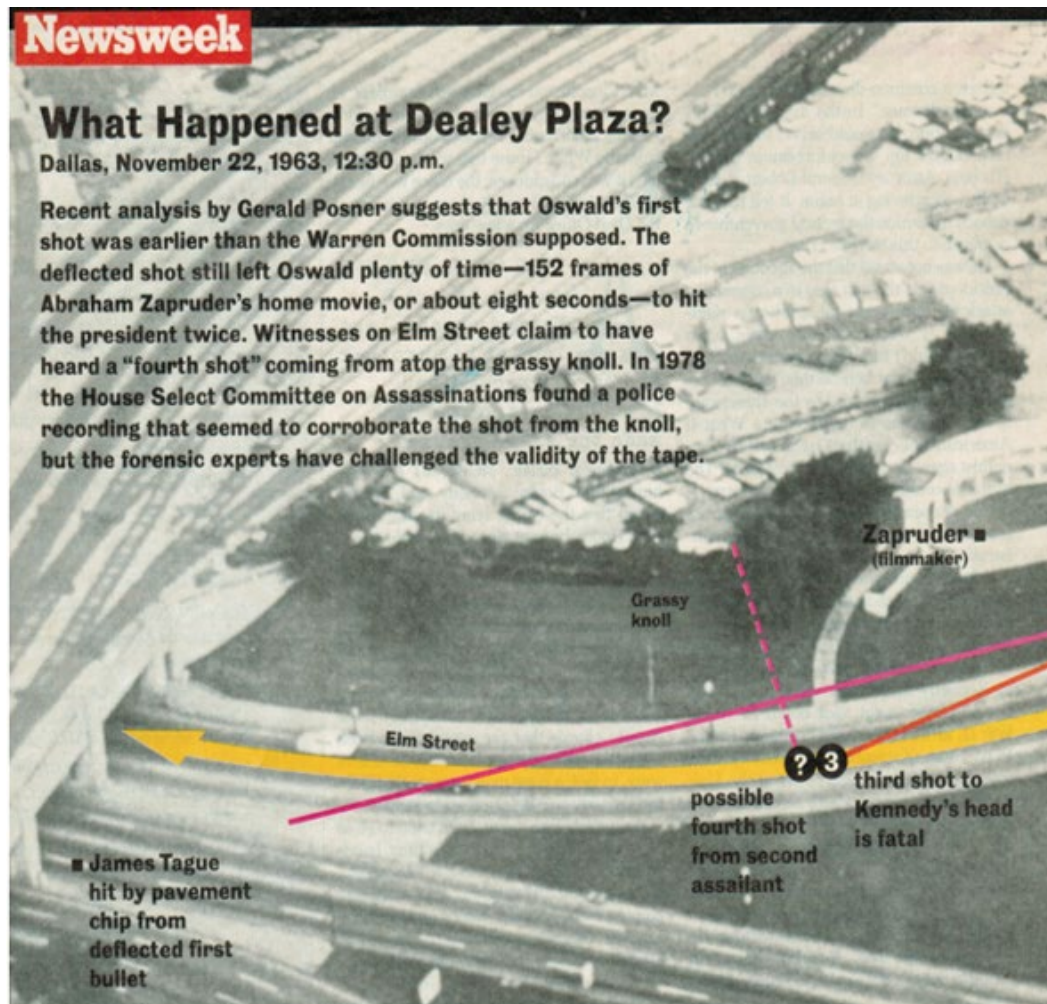 Newsweek
What Happened at Dealey Plaza?
Dallas, November 22, 1963, 12:30 p.m.
Recent analysis by Gerald Posner suggests that Oswald's first
shot was earlier than the Warren Commission supposed. The
deflected shot still left Oswald plenty of time—152 frames of
Abraham Zapruder's home movie, or about eight seconds—to hit
the president twice. Witnesses on Elm Street claim to have
heard a "fourth shot" coming from atop the grassy knoll. In 1978
the House Select Committee on Assassinations found a police
recording that seemed to corroborate the shot from the knoll,
but the forensic experts have challenged the validity of the tape.
Zapruder
(filmmaker)
Grassy
knoll
Elm Street
? 3
possible
fourth shot
from second
assailant
third shot to
Kennedy's head
is fatal
James Tague
hit by pavement
chip from
deflected first
bullet